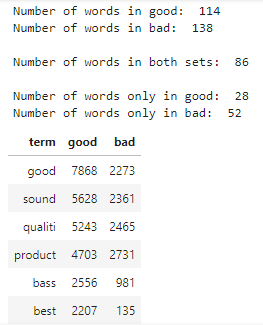 Number of words in good:  114
Number of words in bad:  138
Number of words in both sets:  86
Number of words only in good:  28
Number of words only in bad:  52
term good bad
good 7868 2273
sound 5628 2361
qualiti 5243 2465
product 4703 2731
bass 2556 981
best 2207 135